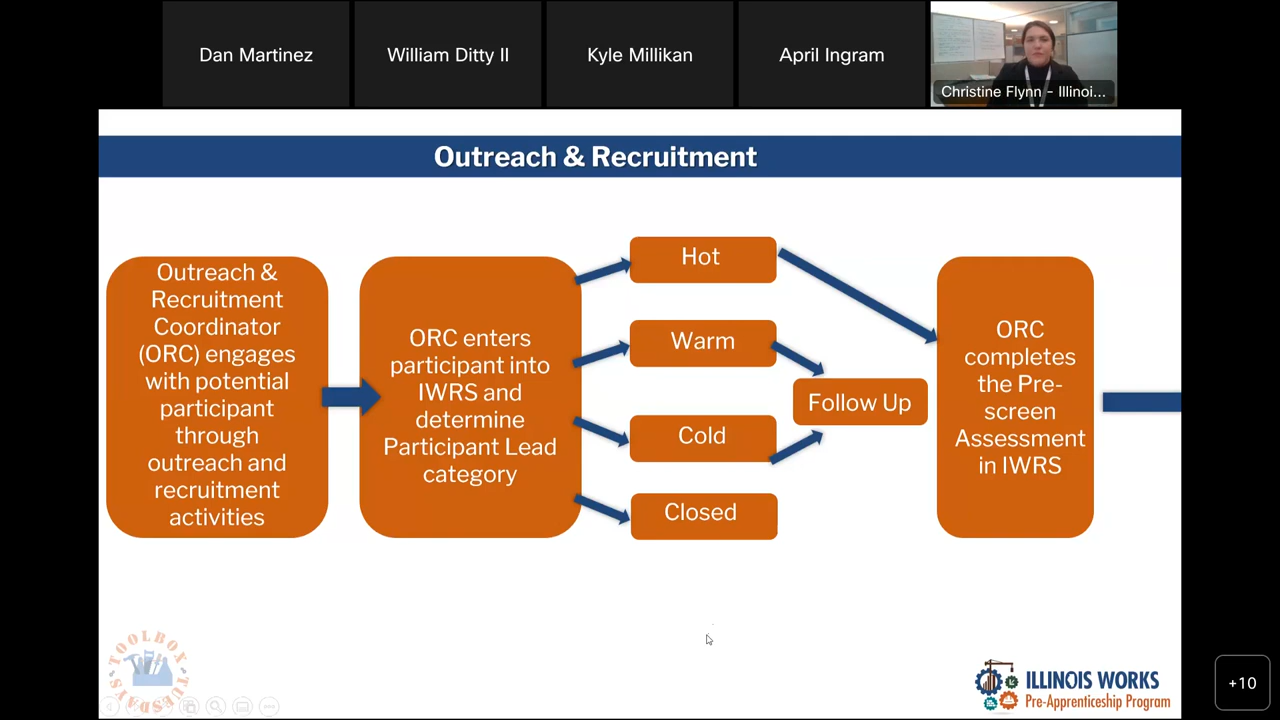 Dan Martinez
William Ditty II
Kyle Millikan
April Ingram
Christine Flynn - Illinoi...
Outreach & Recruitment
Outreach &
Recruitment
Coordinator
(ORC) engages
with potential
participant
through
outreach and
recruitment
activities
ORC enters
participant into
IWRS and
determine
Participant Lead
category
Hot
Warm
Cold
Closed
Follow Up
ORC
completes
the Pre-
screen
Assessment
in IWRS
TOOLBOX
TUESDAYS
ILLINOIS WORKS
Pre-Apprenticeship Program
+10